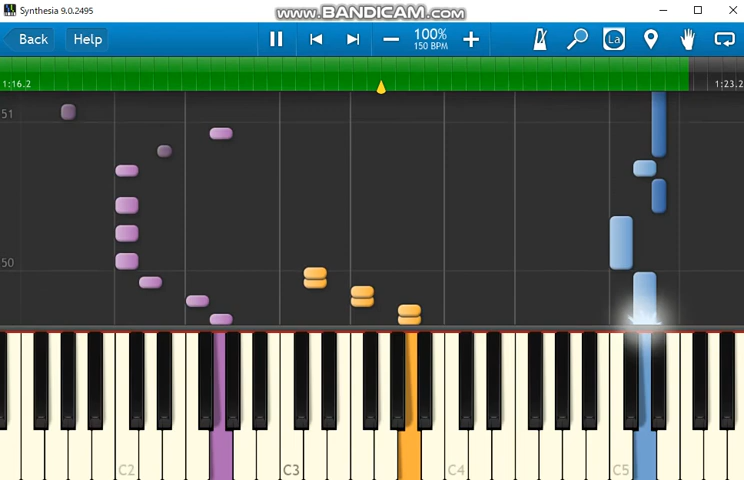 Synthesia 9.0.2495
www.BANDICAM.com
Back
Help
100%
150 BPM
La
1:16.2
1:23.2
51
50
C2
C3
C4
C5